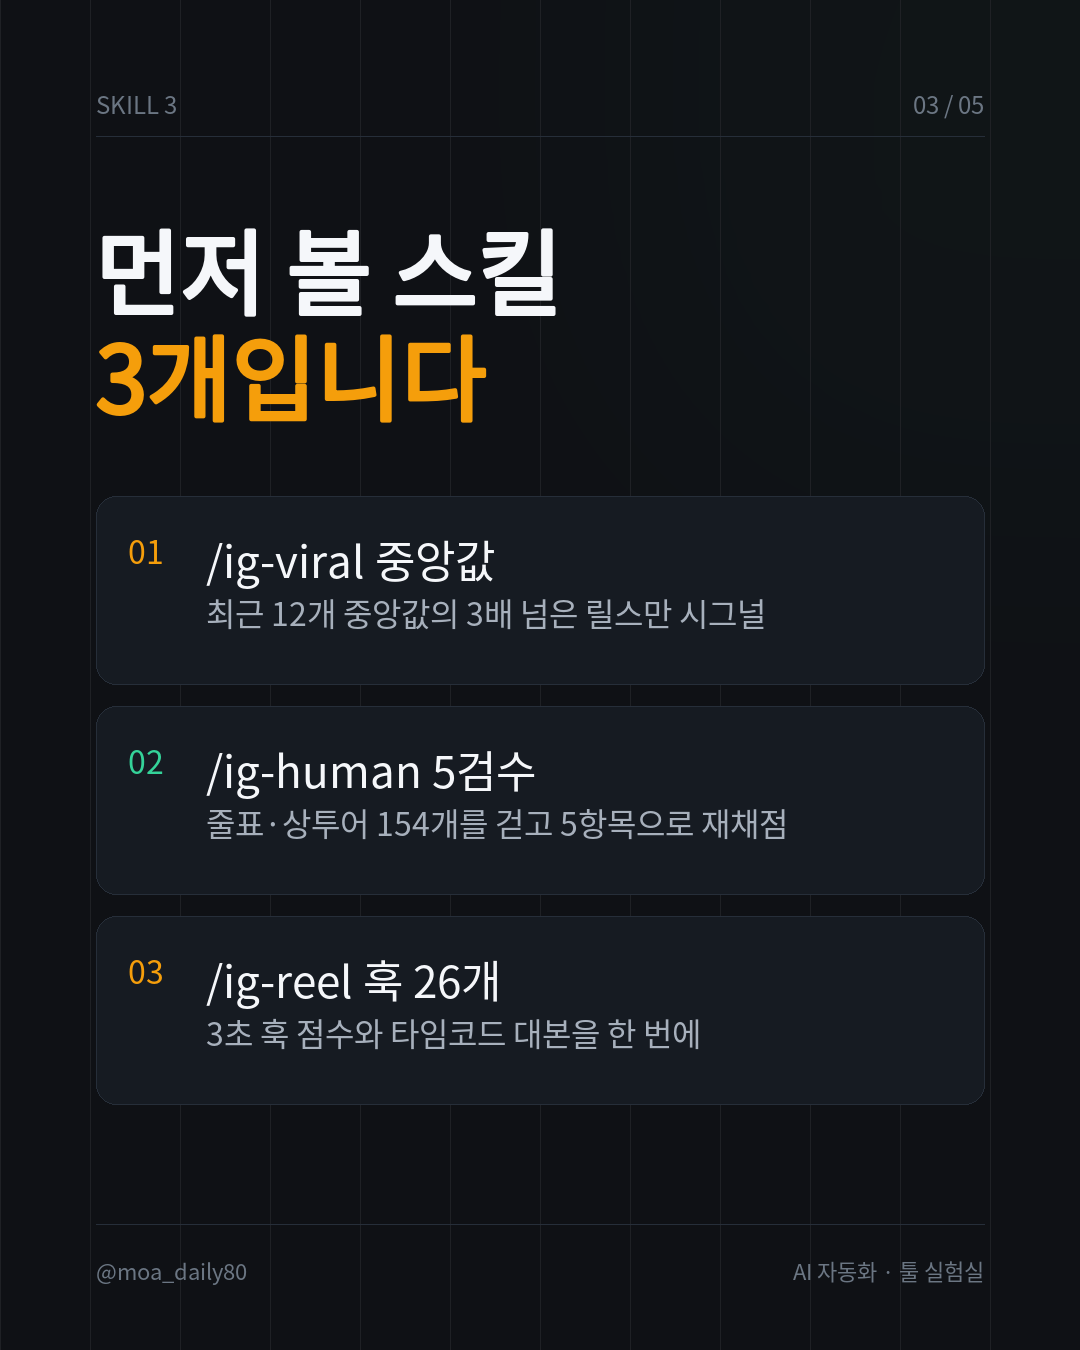 SKILL 3
03 / 05
먼저 볼 스킬
3개입니다
01
/ig-viral 중앙값
최근 12개 중앙값의 3배 넘은 릴스만 시그널
02
/ig-human 5검수
줄표·상투어 154개를 걷고 5항목으로 재채점
03
/ig-reel 훅 26개
3초 훅 점수와 타임코드 대본을 한 번에
@moa_daily80
AI 자동화 · 툴 실험실